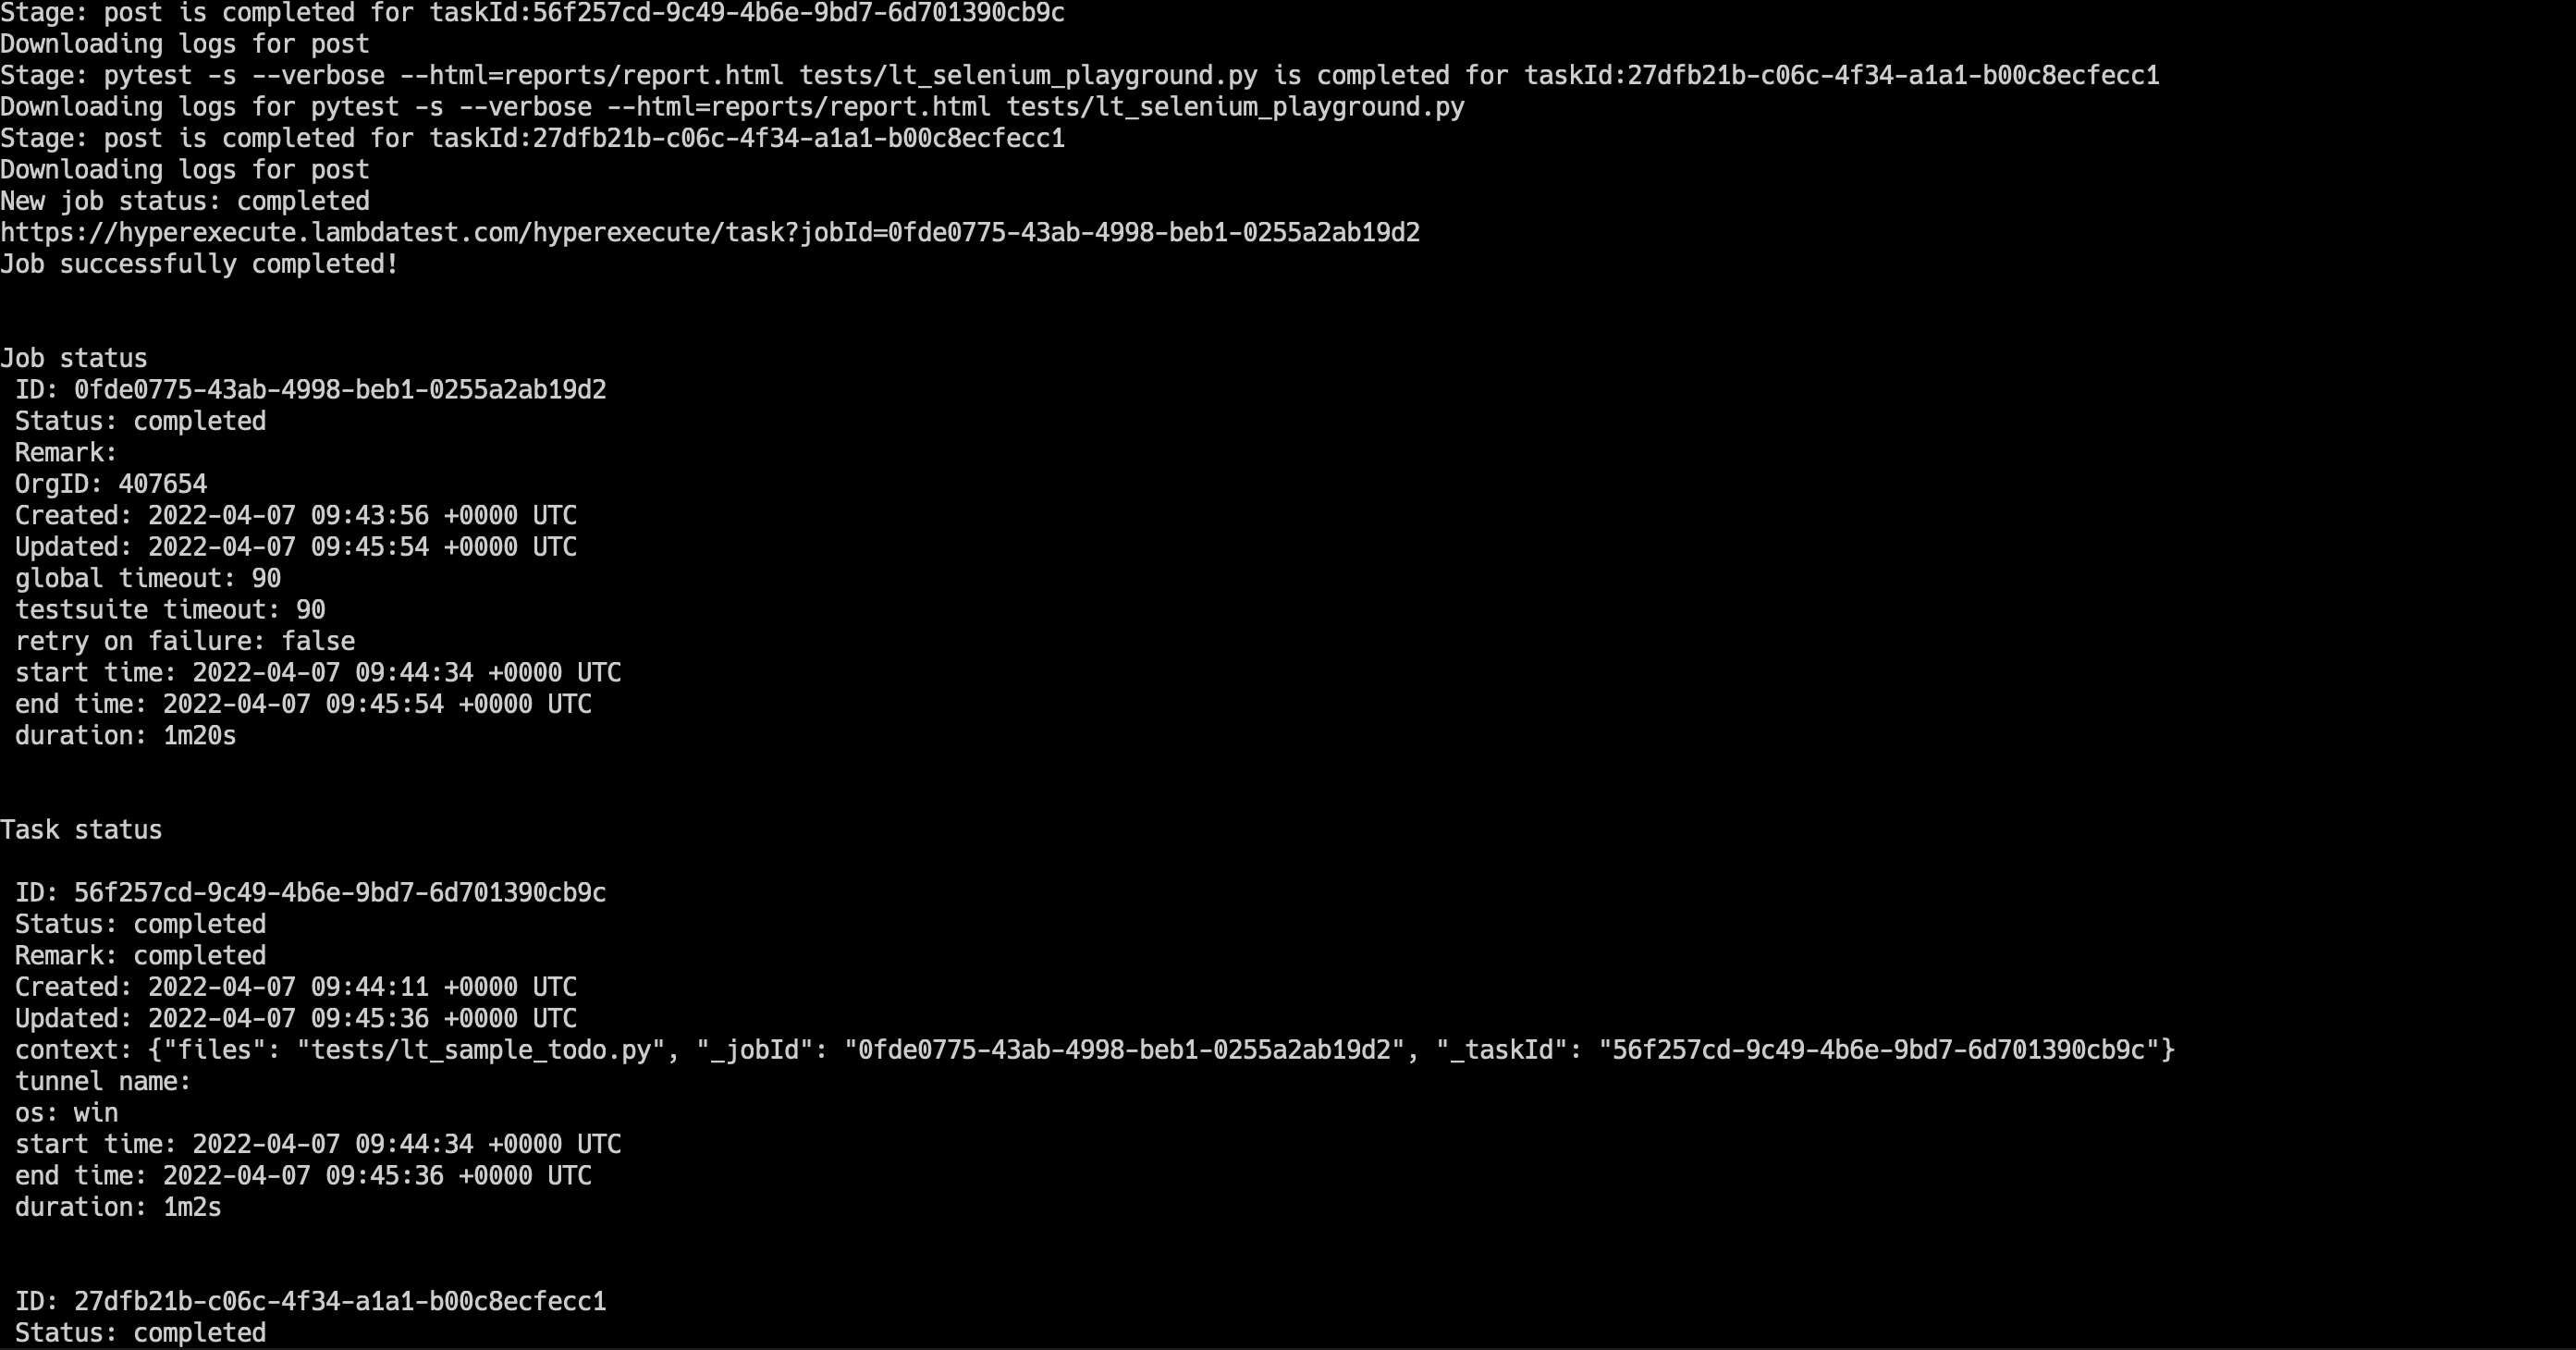 Stage: post is completed for taskId:56f257cd-9c49-4b6e-9bd7-6d701390cb9c
Downloading logs for post
Stage: pytest -s --verbose --html=reports/report.html tests/lt_selenium_playground.py is completed for taskId:27dfb21b-c06c-4f34-a1a1-b00c8ecfecc1
Downloading logs for pytest -s --verbose --html=reports/report.html tests/lt_selenium_playground.py
Stage: post is completed for taskId:27dfb21b-c06c-4f34-a1a1-b00c8ecfecc1
Downloading logs for post
New job status: completed
https://hyperexecute.lambdatest.com/hyperexecute/task?jobId=0fde0775-43ab-4998-beb1-0255a2ab19d2
Job successfully completed!
Job status
ID: 0fde0775-43ab-4998-beb1-0255a2ab19d2
Status: completed
Remark:
OrgID: 407654
Created: 2022-04-07 09:43:56 +0000 UTC
Updated: 2022-04-07 09:45:54 +0000 UTC
global timeout: 90
testsuite timeout: 90
retry on failure: false
start time: 2022-04-07 09:44:34 +0000 UTC
end time: 2022-04-07 09:45:54 +0000 UTC
duration: 1m20s
Task status
ID: 56f257cd-9c49-4b6e-9bd7-6d701390cb9c
Status: completed
Remark: completed
Created: 2022-04-07 09:44:11 +0000 UTC
Updated: 2022-04-07 09:45:36 +0000 UTC
context: {"files": "tests/lt_sample_todo.py", "_jobId": "0fde0775-43ab-4998-beb1-0255a2ab19d2", "_taskId": "56f257cd-9c49-4b6e-9bd7-6d701390cb9c"}
tunnel name:
os: win
start time: 2022-04-07 09:44:34 +0000 UTC
end time: 2022-04-07 09:45:36 +0000 UTC
duration: 1m2s
ID: 27dfb21b-c06c-4f34-a1a1-b00c8ecfecc1
Status: completed